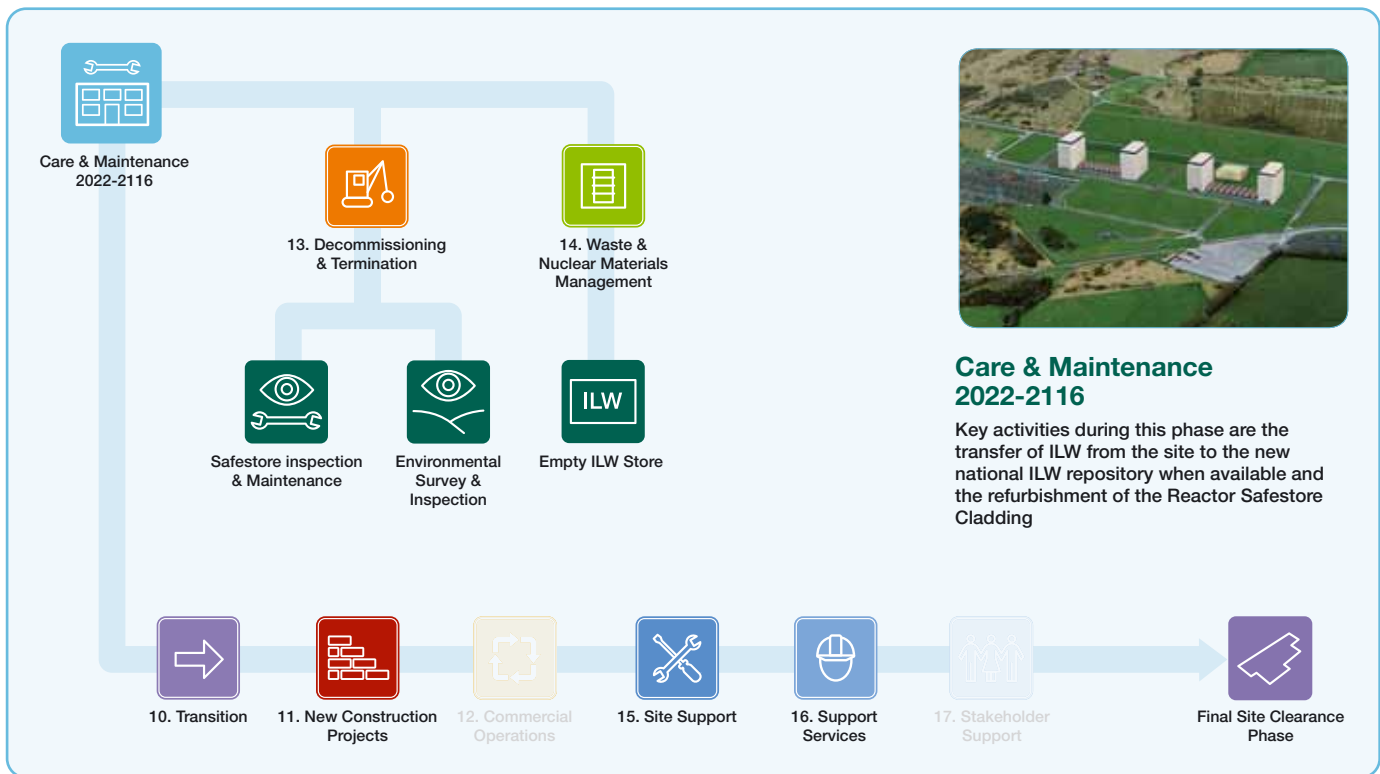 Care & Maintenance
2022-2116
13. Decommissioning
& Termination
14. Waste &
Nuclear Materials
Management
Safestore inspection
& Maintenance
Environmental
Survey &
Inspection
ILW
Empty ILW Store
Care & Maintenance
2022-2116
Key activities during this phase are the
transfer of ILW from the site to the new
national ILW repository when available and
the refurbishment of the Reactor Safestore
Cladding
10. Transition
11. New Construction
Projects
12. Commercial
Operations
15. Site Support
16. Support
Services
17. Stakeholder
Support
Final Site Clearance
Phase